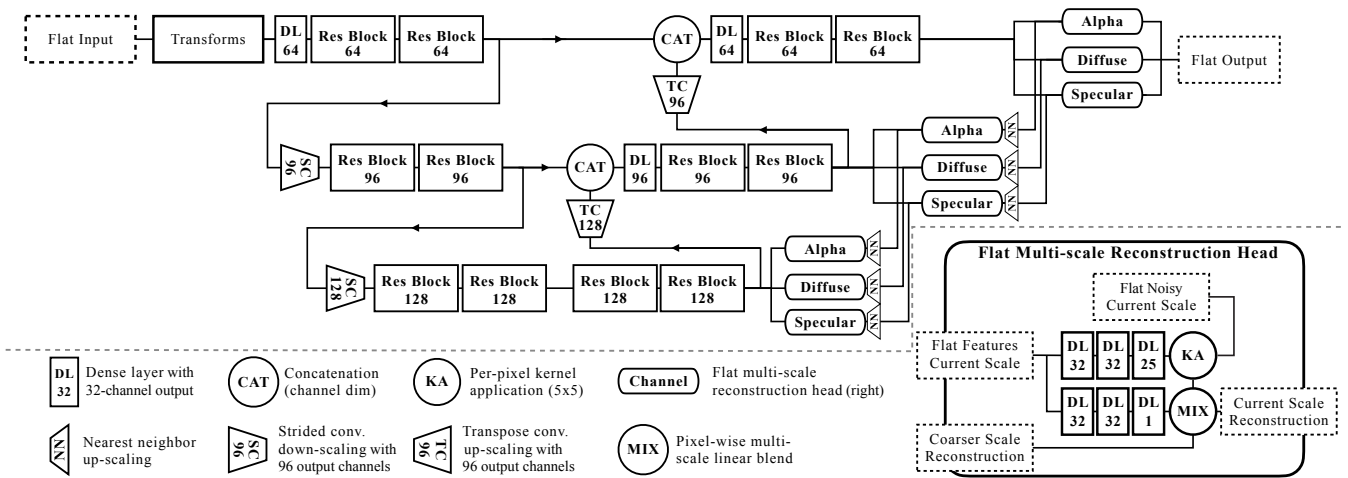 Flat Input
Transforms
DL
64
Res Block
64
Res Block
64
CAT
DL
64
Res Block
64
Res Block
64
Alpha
Diffuse
Specular
Flat Output
TC
96
SC
96
Res Block
96
Res Block
96
CAT
DL
96
Res Block
96
Res Block
96
Alpha
NN
Diffuse
NN
Specular
NN
TC
128
SC
128
Res Block
128
Res Block
128
Res Block
128
Res Block
128
Alpha
NN
Diffuse
NN
Specular
NN
Flat Multi-scale Reconstruction Head
Flat Noisy
Current Scale
Flat Features
Current Scale
DL
32
DL
32
DL
25
KA
DL
32
DL
32
DL
1
MIX
Current Scale
Reconstruction
Coarser Scale
Reconstruction
DL
32
Dense layer with
32-channel output
CAT
Concatenation
(channel dim)
KA
Per-pixel kernel
application (5x5)
Channel
Flat multi-scale
reconstruction head (right)
NN
Nearest neighbor
up-scaling
SC
96
Strided conv.
down-scaling with
96 output channels
TC
96
Transpose conv.
up-scaling with
96 output channels
MIX
Pixel-wise multi-
scale linear blend